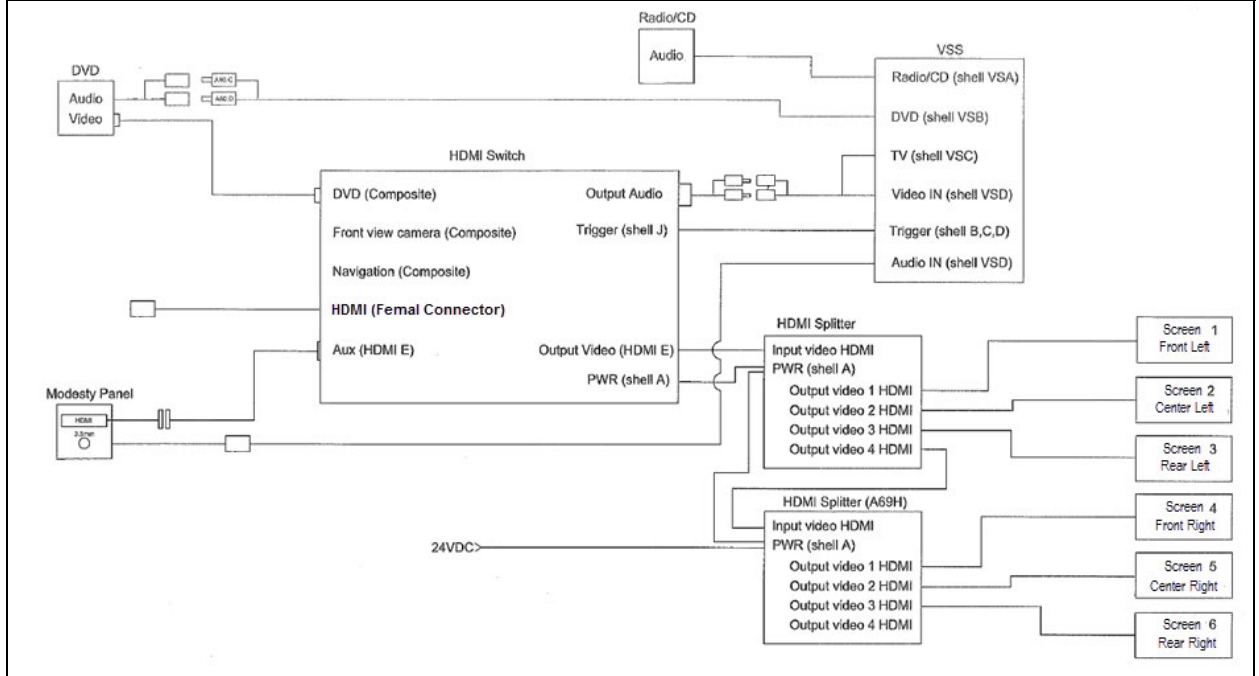 Radio/CD
Audio
VSS
Radio/CD (shell VSA)
DVD (shell VSB)
TV (shell VSC)
Video IN (shell VSD)
Trigger (shell B,C,D)
Audio IN (shell VSD)
DVD
Audio
Video
A60:C
A60:D
HDMI Switch
DVD (Composite)
Output Audio
Front view camera (Composite)
Trigger (shell J)
Navigation (Composite)
HDMI (Femal Connector)
Aux (HDMI E)
Output Video (HDMI E)
PWR (shell A)
Modesty Panel
HDMI
3.5mm
HDMI Splitter
Input video HDMI
PWR (shell A)
Output video 1 HDMI
Output video 2 HDMI
Output video 3 HDMI
Output video 4 HDMI
HDMI Splitter (A69H)
Input video HDMI
PWR (shell A)
Output video 1 HDMI
Output video 2 HDMI
Output video 3 HDMI
Output video 4 HDMI
24VDC>
Screen 1
Front Left
Screen 2
Center Left
Screen 3
Rear Left
Screen 4
Front Right
Screen 5
Center Right
Screen 6
Rear Right